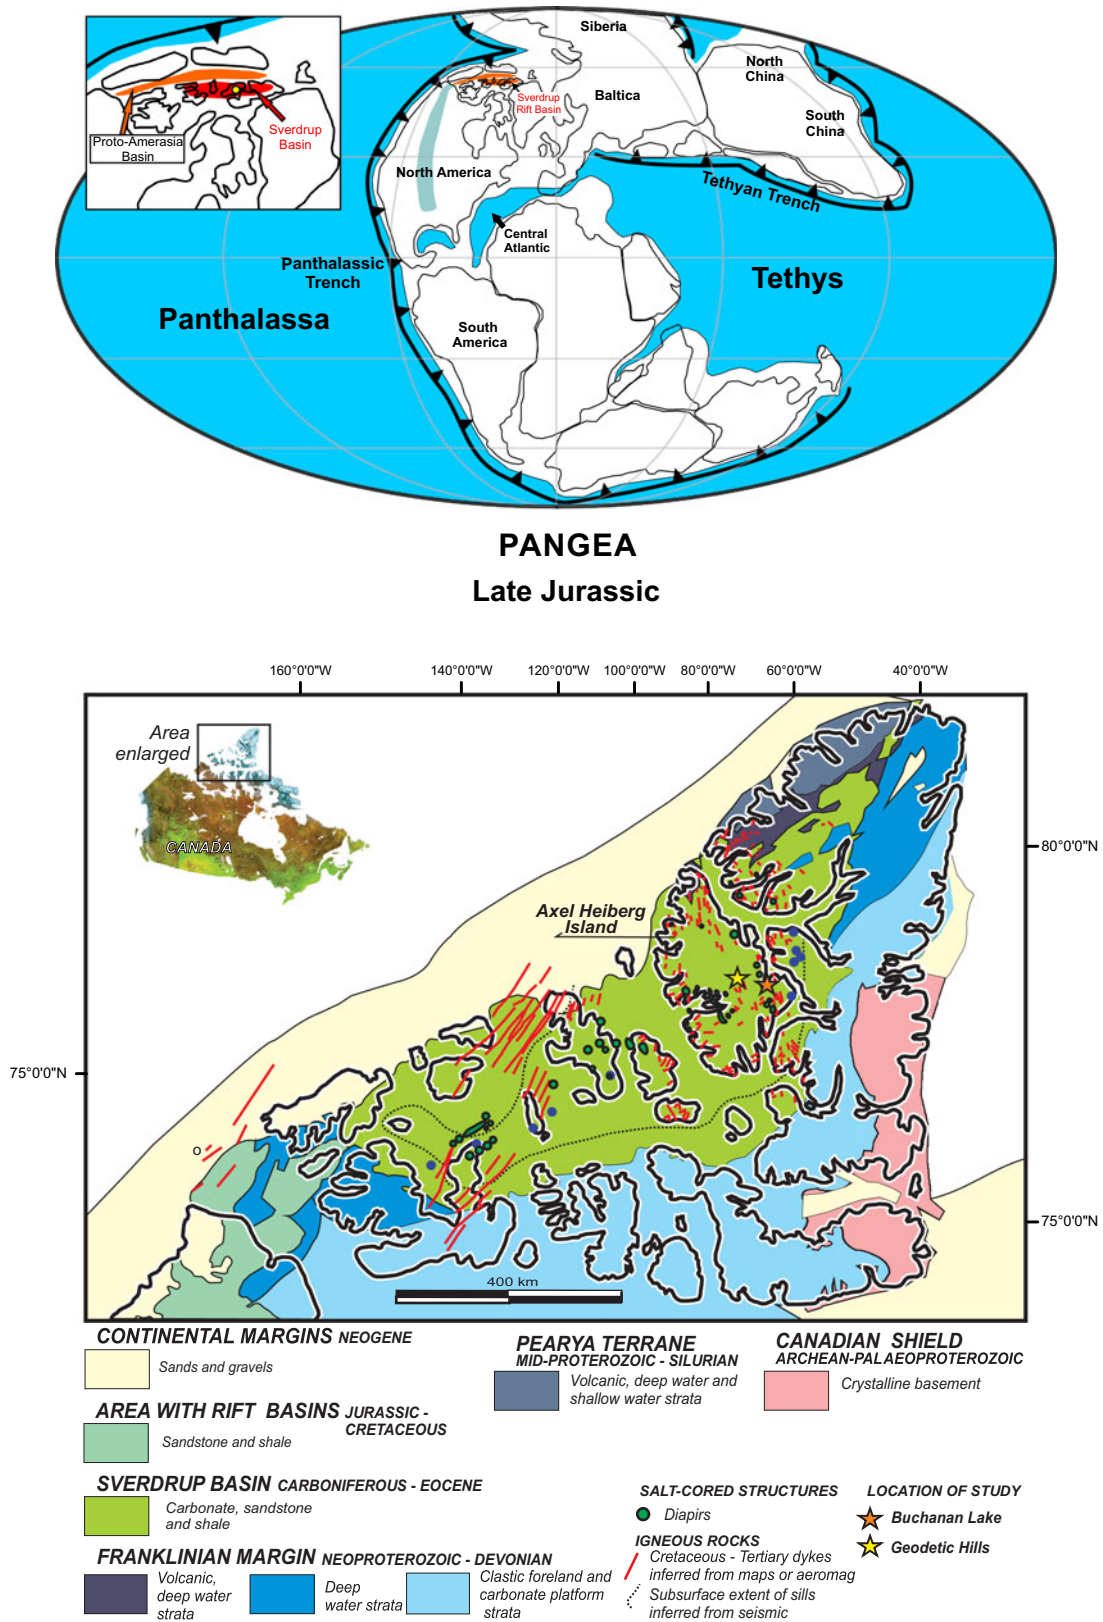 Siberia
North
China
Baltica
South
China
Sverdrup
Rift Basin
Proto-Amerasia
Basin
Sverdrup
Basin
North America
Tethyan Trench
Central
Atlantic
Panthalassic
Trench
Tethys
Panthalassa
South
America
PANGEA
Late Jurassic
160°0'0"W
140°0'0"W
120°0'0"W
100°0'0"W
80°0'0"W
60°0'0"W
40°0'0"W
Area
enlarged
CANADA
80°0'0"N
Axel Heiberg
Island
75°0'0"N
75°0'0"N
400 km
CONTINENTAL MARGINS NEOGENE
Sands and gravels
AREA WITH RIFT BASINS JURASSIC -
CRETACEOUS
Sandstone and shale
SVERDRUP BASIN CARBONIFEROUS - EOCENE
Carbonate, sandstone
and shale
FRANKLINIAN MARGIN NEOPROTEROZOIC - DEVONIAN
Volcanic,
deep water
strata
Deep
water strata
Clastic foreland and
carbonate platform
strata
PEARYA TERRANE
MID-PROTEROZOIC - SILURIAN
Volcanic, deep water and
shallow water strata
CANADIAN SHIELD
ARCHEAN-PALAEOPROTEROZOIC
Crystalline basement
SALT-CORED STRUCTURES
Diapirs
IGNEOUS ROCKS
Cretaceous - Tertiary dykes
inferred from maps or aeromag
Subsurface extent of sills
inferred from seismic
LOCATION OF STUDY
Buchanan Lake
Geodetic Hills